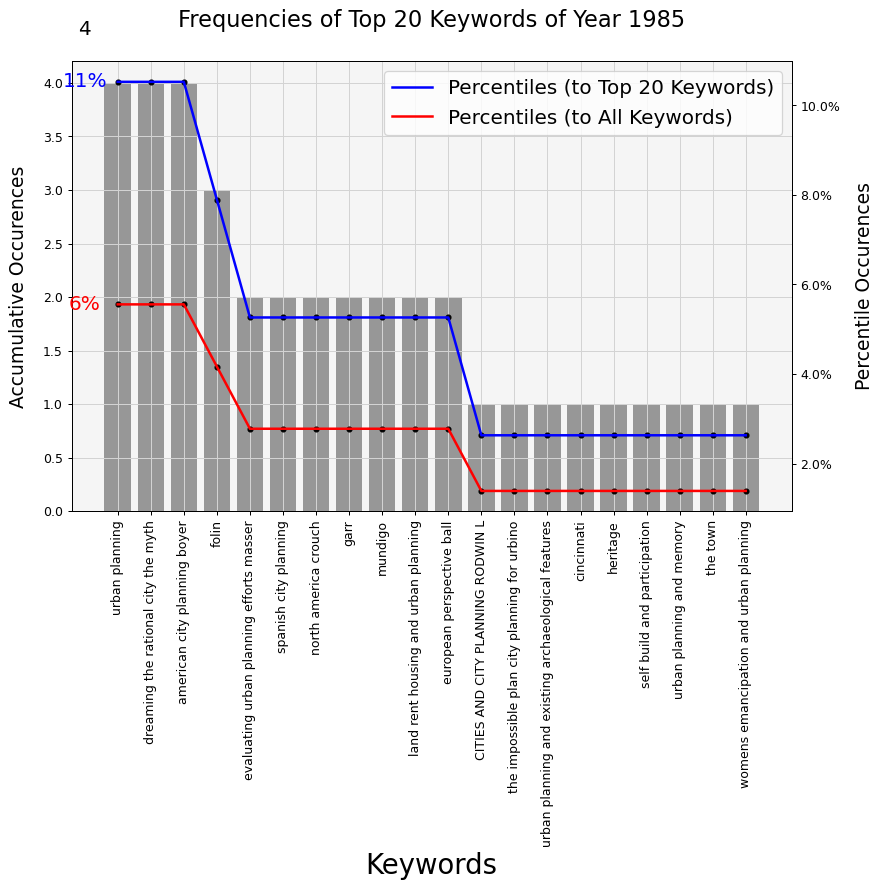 Frequencies of Top 20 Keywords of Year 1985
4
11%
6%
Percentiles (to Top 20 Keywords)
Percentiles (to All Keywords)
Accumulative Occurences
4.0
3.5
3.0
2.5
2.0
1.5
1.0
0.5
0.0
10.0%
8.0%
6.0%
4.0%
2.0%
Percentile Occurences
urban planning
dreaming the rational city the myth
american city planning boyer
folin
evaluating urban planning efforts masser
spanish city planning
north america crouch
garr
mundigo
land rent housing and urban planning
european perspective ball
CITIES AND CITY PLANNING RODWIN L
the impossible plan city planning for urbino
urban planning and existing archaeological features
cincinnati
heritage
self build and participation
urban planning and memory
the town
womens emancipation and urban planning
Keywords